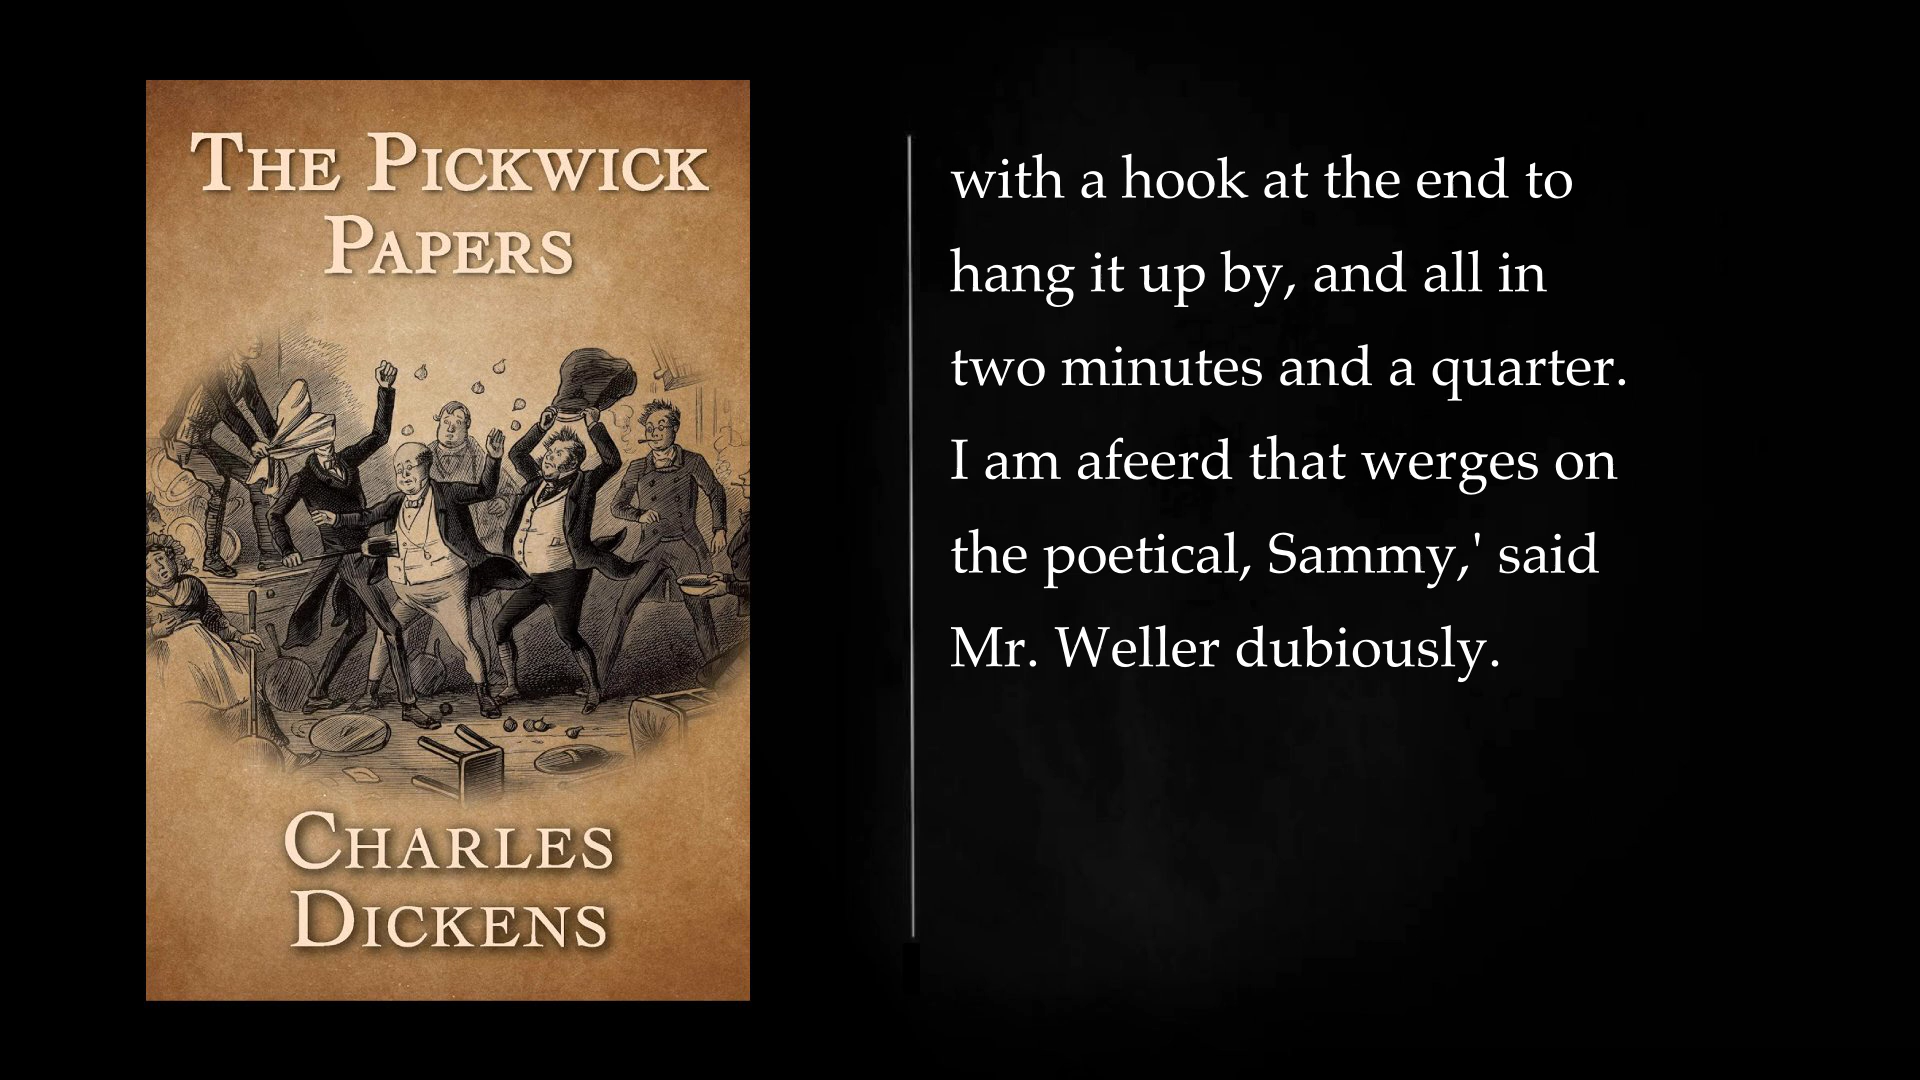 The Pickwick
Papers
Charles
Dickens
with a hook at the end to
hang it up by, and all in
two minutes and a quarter.
I am afeerd that werges on
the poetical, Sammy,' said
Mr. Weller dubiously.